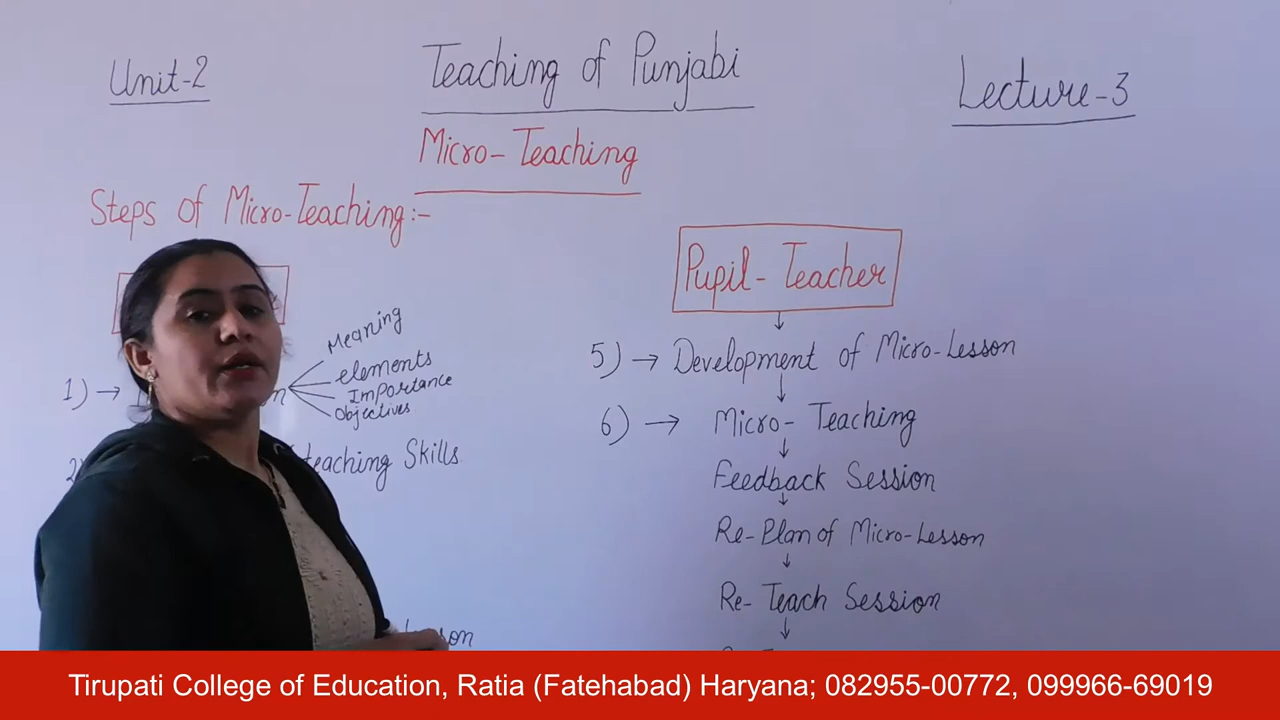 Unit-2
Teaching of Punjabi
Lecture-3
Micro-Teaching
Steps of Micro-Teaching:-
1) →
Meaning
elements
Importance
Objectives
teaching Skills
Pupil-Teacher
5) → Development of Micro-Lesson
6) → Micro-Teaching
Feedback Session
Re-Plan of Micro-Lesson
Re-Teach Session
Tirupati College of Education, Ratia (Fatehabad) Haryana; 082955-00772, 099966-69019